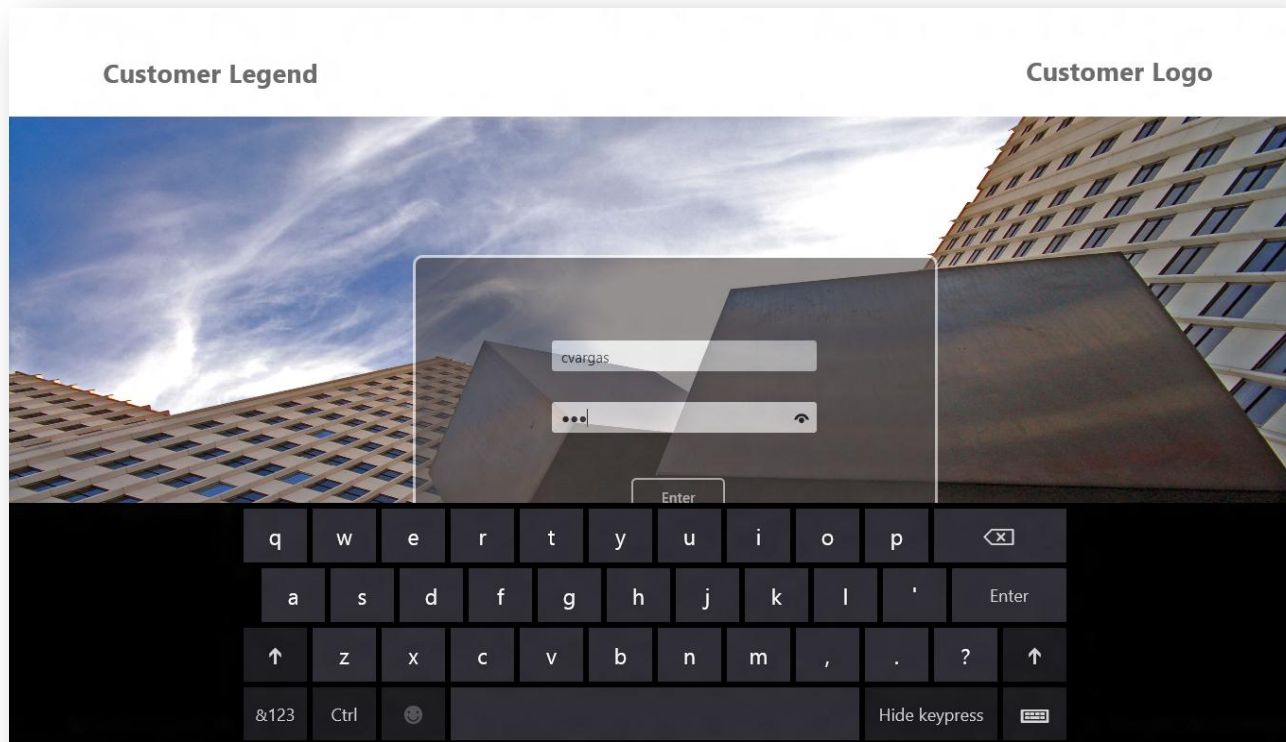 Customer Legend
Customer Logo
cvargas
Enter
q w e r t y u i o p
a s d f g h j k l ' Enter
z x c v b n m , . ?
&123 Ctrl Hide keypress